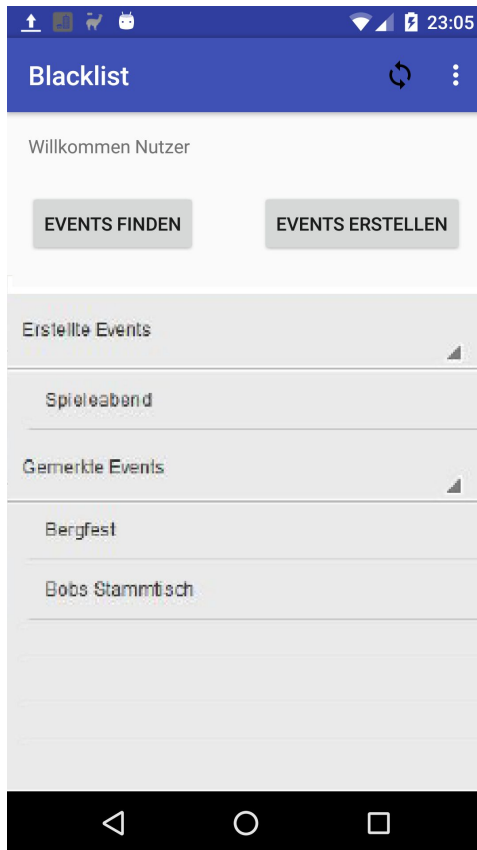 23:05
Blacklist
Willkommen Nutzer
EVENTS FINDEN
EVENTS ERSTELLEN
Erstellte Events
Spieleabend
Gemerkte Events
Bergfest
Bobs Stammtisch